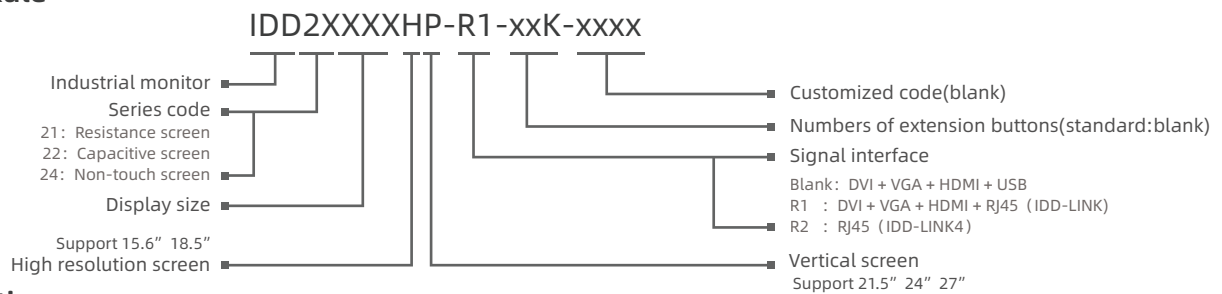 IDD2XXXXHP-R1-xxK-xxxx
Industrial monitor
Series code
21: Resistance screen
22: Capacitive screen
24: Non-touch screen
Display size
Support 15.6" 18.5"
High resolution screen
Customized code(blank)
Numbers of extension buttons(standard:blank)
Signal interface
Blank: DVI + VGA + HDMI + USB
R1 : DVI + VGA + HDMI + RJ45 (IDD-LINK)
R2 : RJ45 (IDD-LINK4)
Vertical screen
Support 21.5" 24" 27"